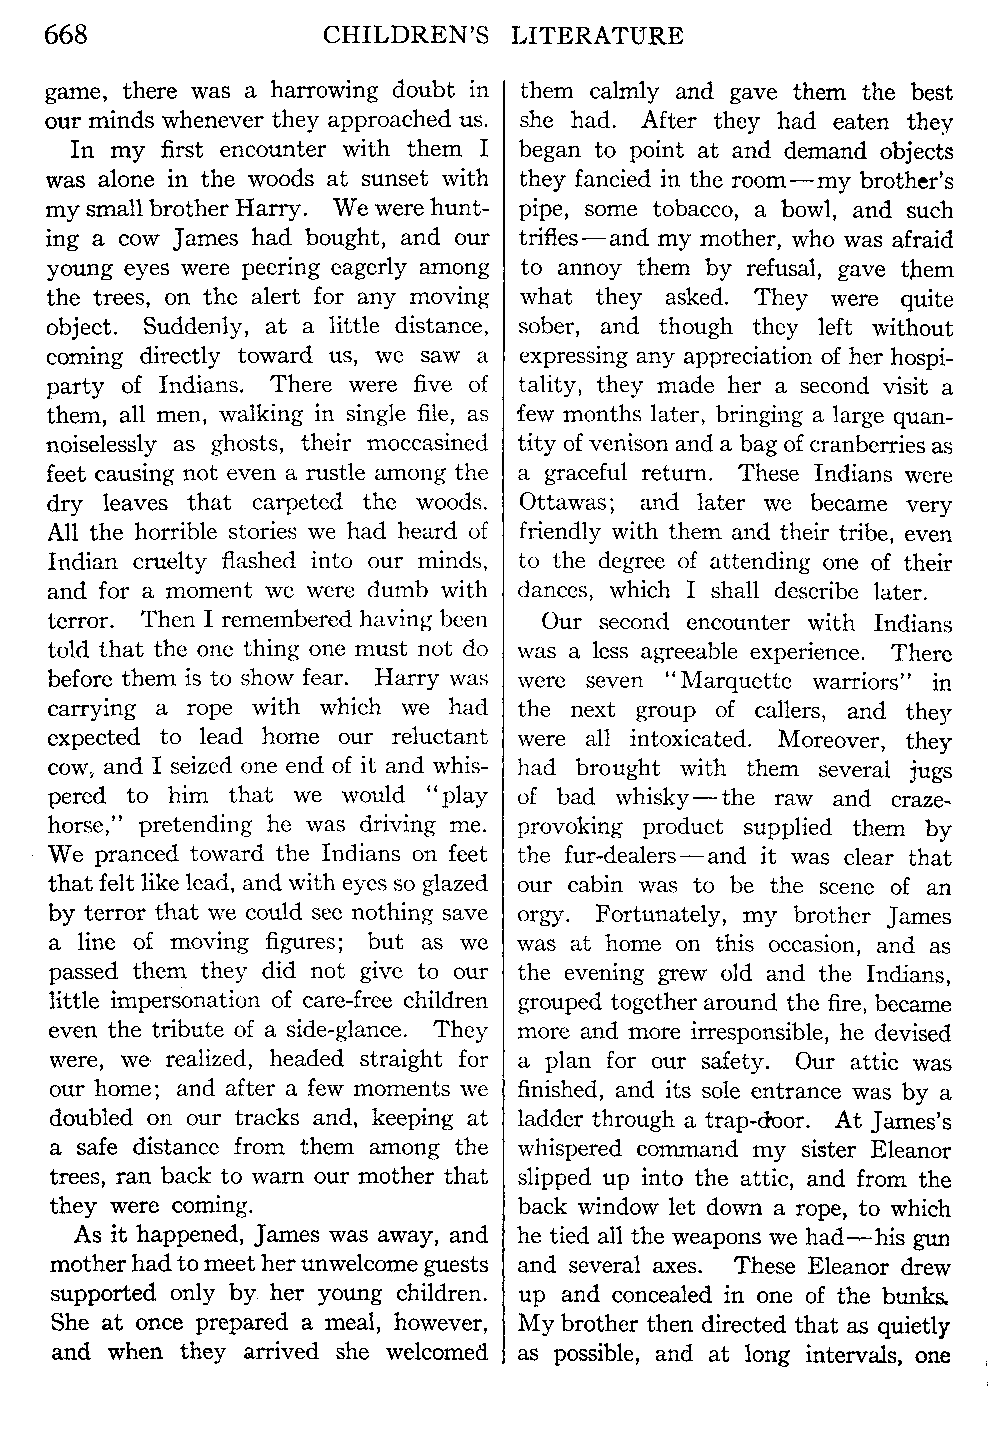 668 CHILDREN'S LITERATURE
game, there was a harrowing doubt in
our minds whenever they approached us.
In my first encounter with them I
was alone in the woods at sunset with
my small brother Harry. We were hunt-
ing a cow James had bought, and our
young eyes were peering eagerly among
the trees, on the alert for any moving
object. Suddenly, at a little distance,
coming directly toward us, we saw a
party of Indians. There were five of
them, all men, walking in single file, as
noiselessly as ghosts, their moccasined
feet causing not even a rustle among the
dry leaves that carpeted the woods.
All the horrible stories we had heard of
Indian cruelty flashed into our minds,
and for a moment we were dumb with
terror. Then I remembered having been
told that the one thing one must not do
before them is to show fear. Harry was
carrying a rope with which we had
expected to lead home our reluctant
cow, and I seized one end of it and whis-
pered to him that we would "play
horse," pretending he was driving me.
We pranced toward the Indians on feet
that felt like lead, and with eyes so glazed
by terror that we could see nothing save
a line of moving figures; but as we
passed them they did not give to our
little impersonation of care-free children
even the tribute of a side-glance. They
were, we realized, headed straight for
our home; and after a few moments we
doubled on our tracks and, keeping at
a safe distance from them among the
trees, ran back to warn our mother that
they were coming.
As it happened, James was away, and
mother had to meet her unwelcome guests
supported only by her young children.
She at once prepared a meal, however,
and when they arrived she welcomed
them calmly and gave them the best
she had. After they had eaten they
began to point at and demand objects
they fancied in the room—my brother's
pipe, some tobacco, a bowl, and such
trifles—and my mother, who was afraid
to annoy them by refusal, gave them
what they asked. They were quite
sober, and though they left without
expressing any appreciation of her hospi-
tality, they made her a second visit a
few months later, bringing a large quan-
tity of venison and a bag of cranberries as
a graceful return. These Indians were
Ottawas; and later we became very
friendly with them and their tribe, even
to the degree of attending one of their
dances, which I shall describe later.
Our second encounter with Indians
was a less agreeable experience. There
were seven "Marquette warriors" in
the next group of callers, and they
were all intoxicated. Moreover, they
had brought with them several jugs
of bad whisky—the raw and craze-
provoking product supplied them by
the fur-dealers—and it was clear that
our cabin was to be the scene of an
orgy. Fortunately, my brother James
was at home on this occasion, and as
the evening grew old and the Indians,
grouped together around the fire, became
more and more irresponsible, he devised
a plan for our safety. Our attic was
finished, and its sole entrance was by a
ladder through a trap-door. At James's
whispered command my sister Eleanor
slipped up into the attic, and from the
back window let down a rope, to which
he tied all the weapons we had—his gun
and several axes. These Eleanor drew
up and concealed in one of the bunks.
My brother then directed that as quietly
as possible, and at long intervals, one